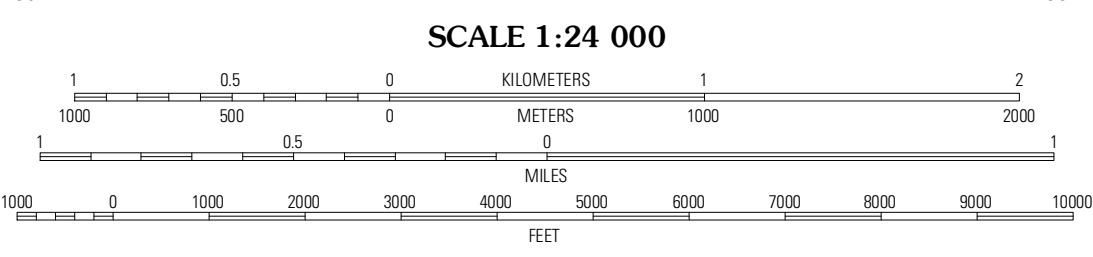 SCALE 1:24 000
1 0.5 0 KILOMETERS 1 2
1000 500 0 METERS 1000 2000
1 0.5 0 1
MILES
1000 0 1000 2000 3000 4000 5000 6000 7000 8000 9000 10000
FEET